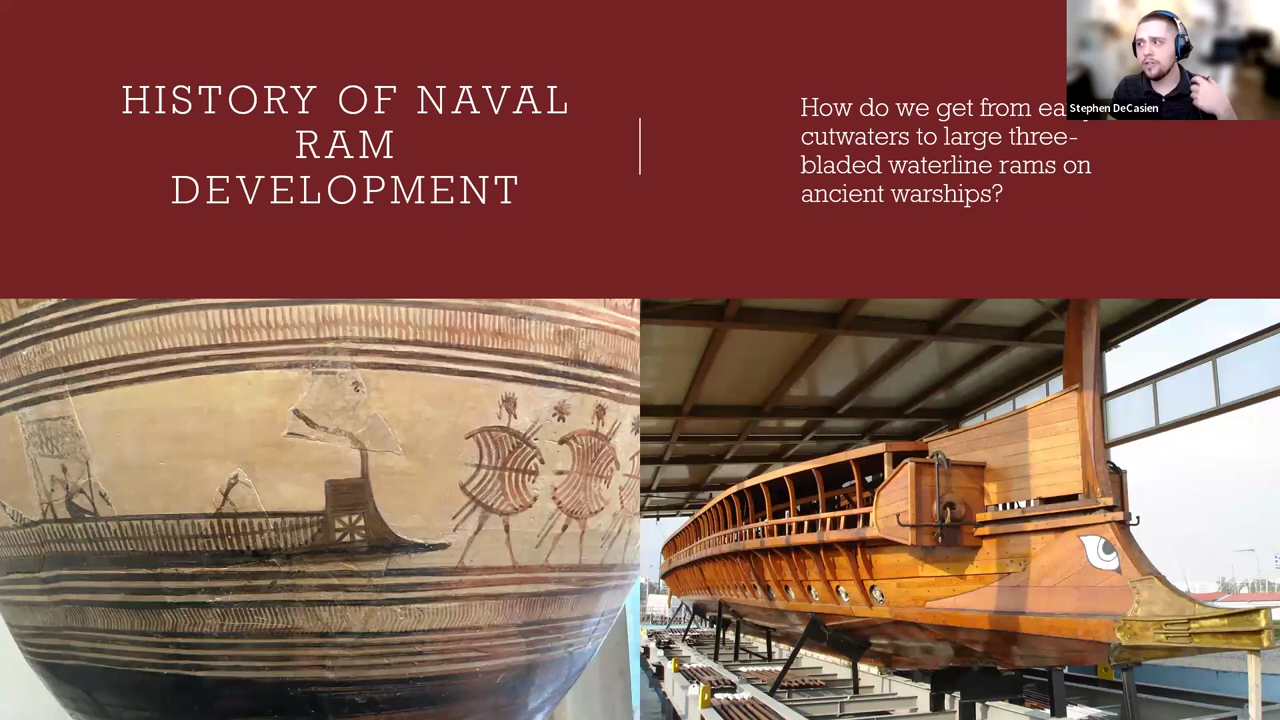 HISTORY OF NAVAL
RAM
DEVELOPMENT
How do we get from
cutwaters to large three-
bladed waterline rams on
ancient warships?
Stephen DeCasien